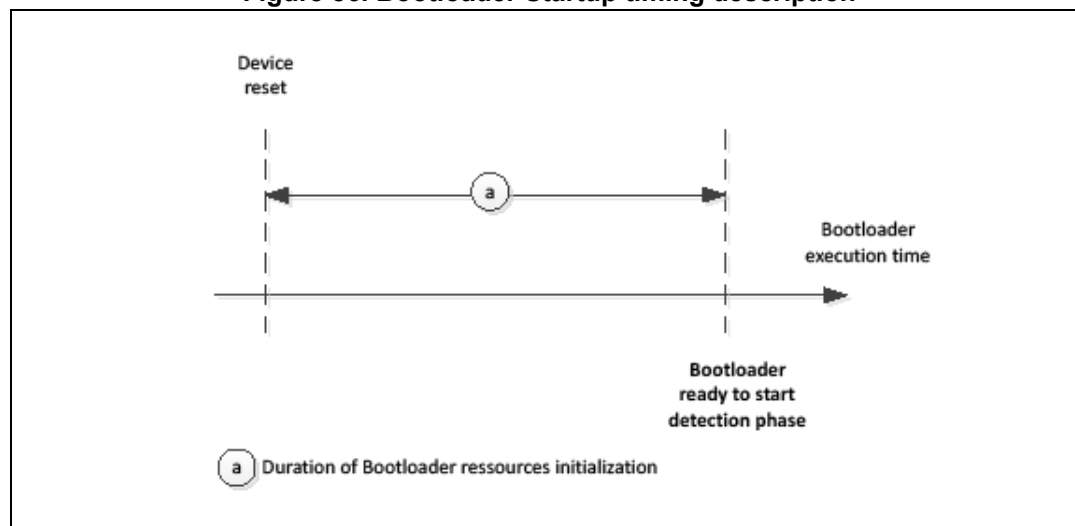 Figure Bootloader Startup timing description
Device
reset
a
Bootloader
execution time
Bootloader
ready to start
detection phase
a Duration of Bootloader ressources initialization